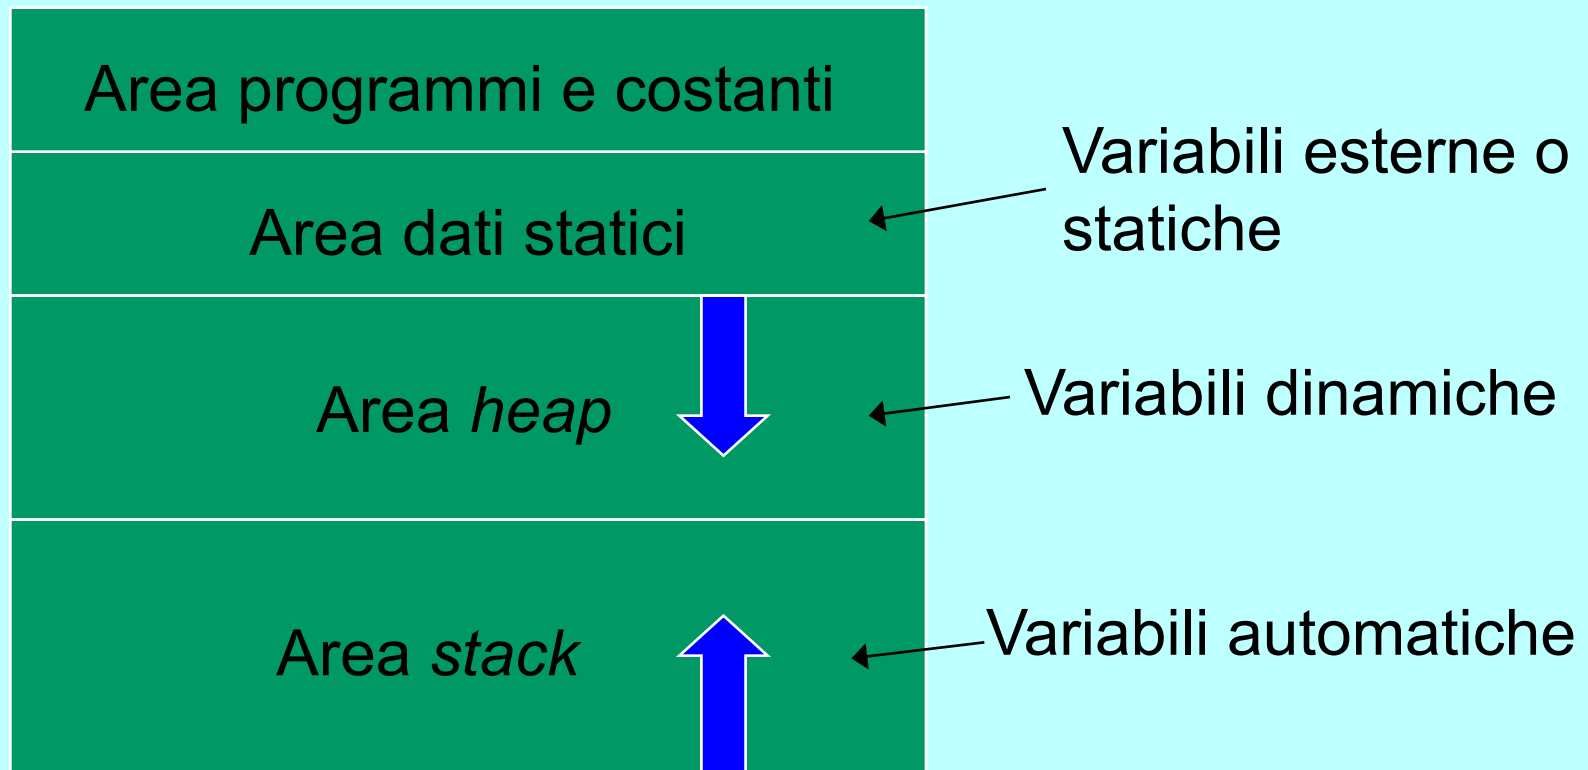 Area programmi e costanti
Variabili esterne o
statiche
Area dati statici
Area heap
Variabili dinamiche
Area stack
Variabili automatiche